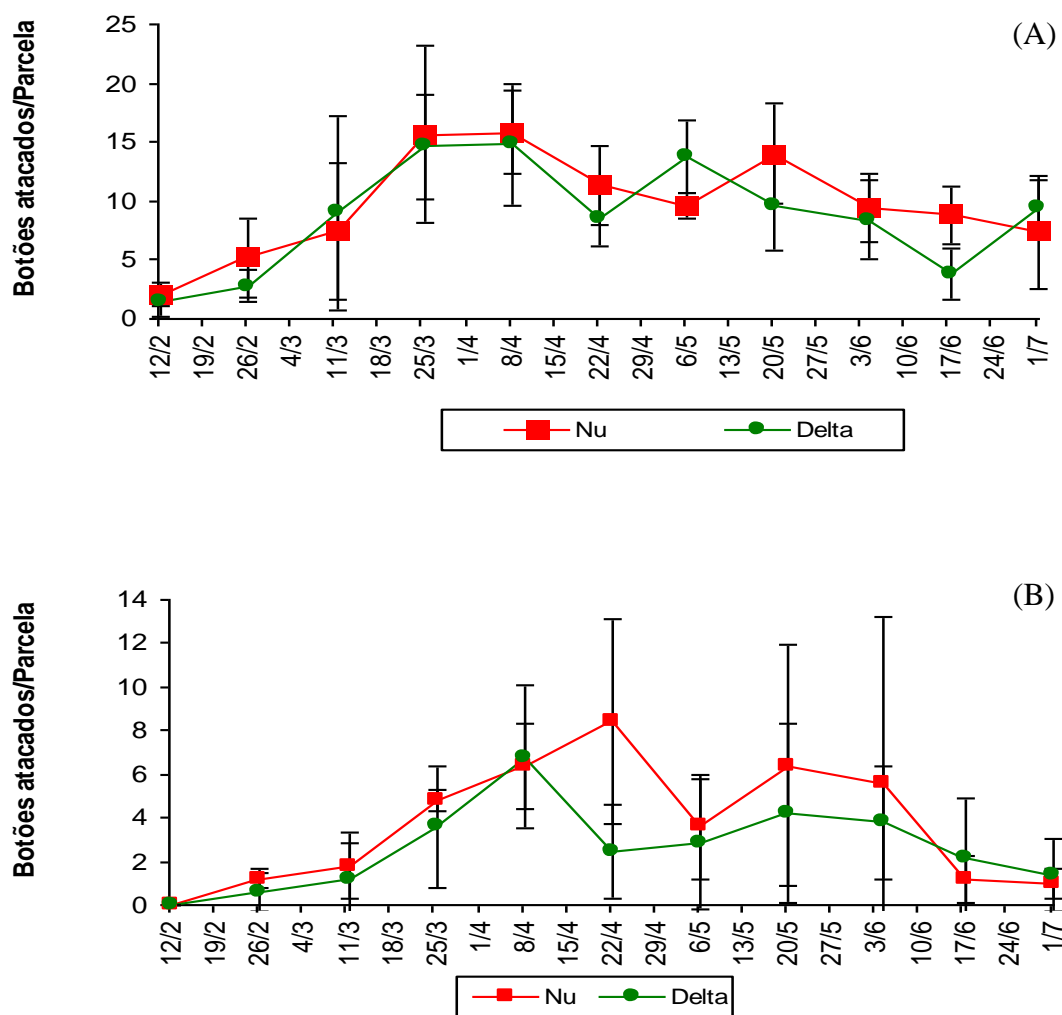 (A)
Botões atacados/Parcela
25
20
15
10
5
0
12/2 19/2 26/2 4/3 11/3 18/3 25/3 1/4 8/4 15/4 22/4 29/4 6/5 13/5 20/5 27/5 3/6 10/6 17/6 24/6 1/7
Nu Delta
(B)
Botões atacados/Parcela
14
12
10
8
6
4
2
0
12/2 19/2 26/2 4/3 11/3 18/3 25/3 1/4 8/4 15/4 22/4 29/4 6/5 13/5 20/5 27/5 3/6 10/6 17/6 24/6 1/7
Nu Delta